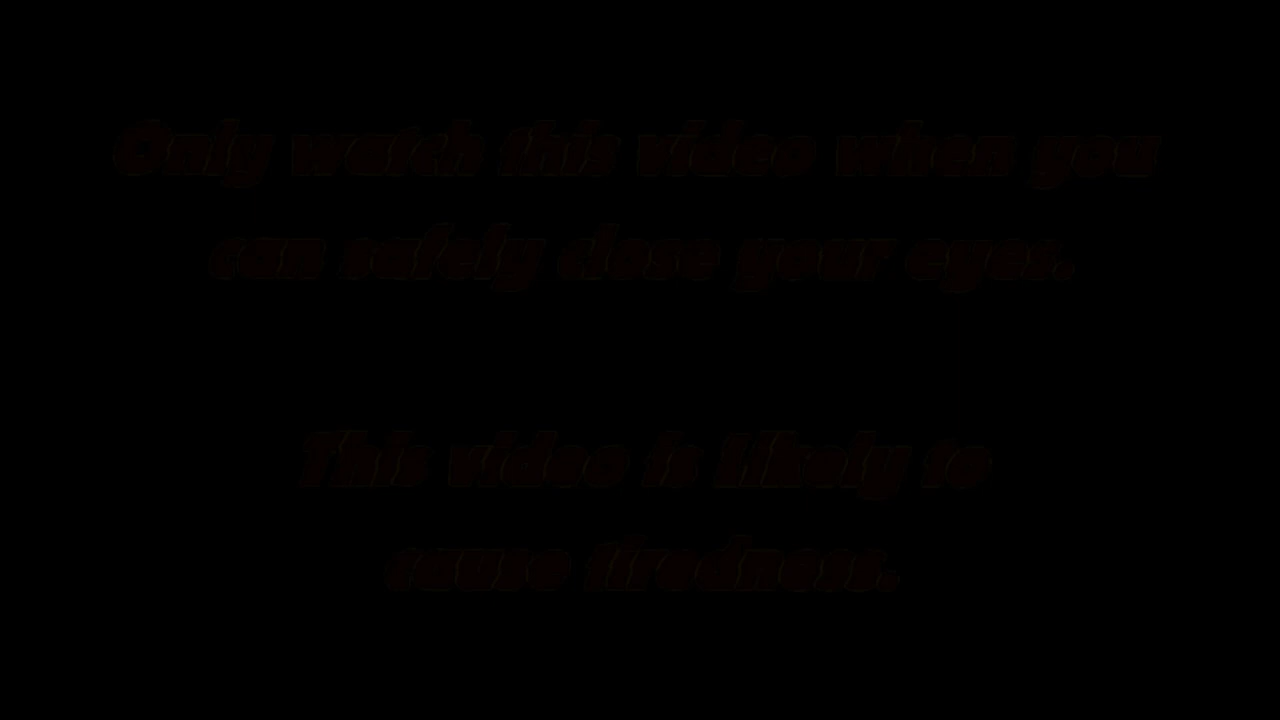 Only watch this video when you
can safely close your eyes.
This video is Likely to
cause tiredness.